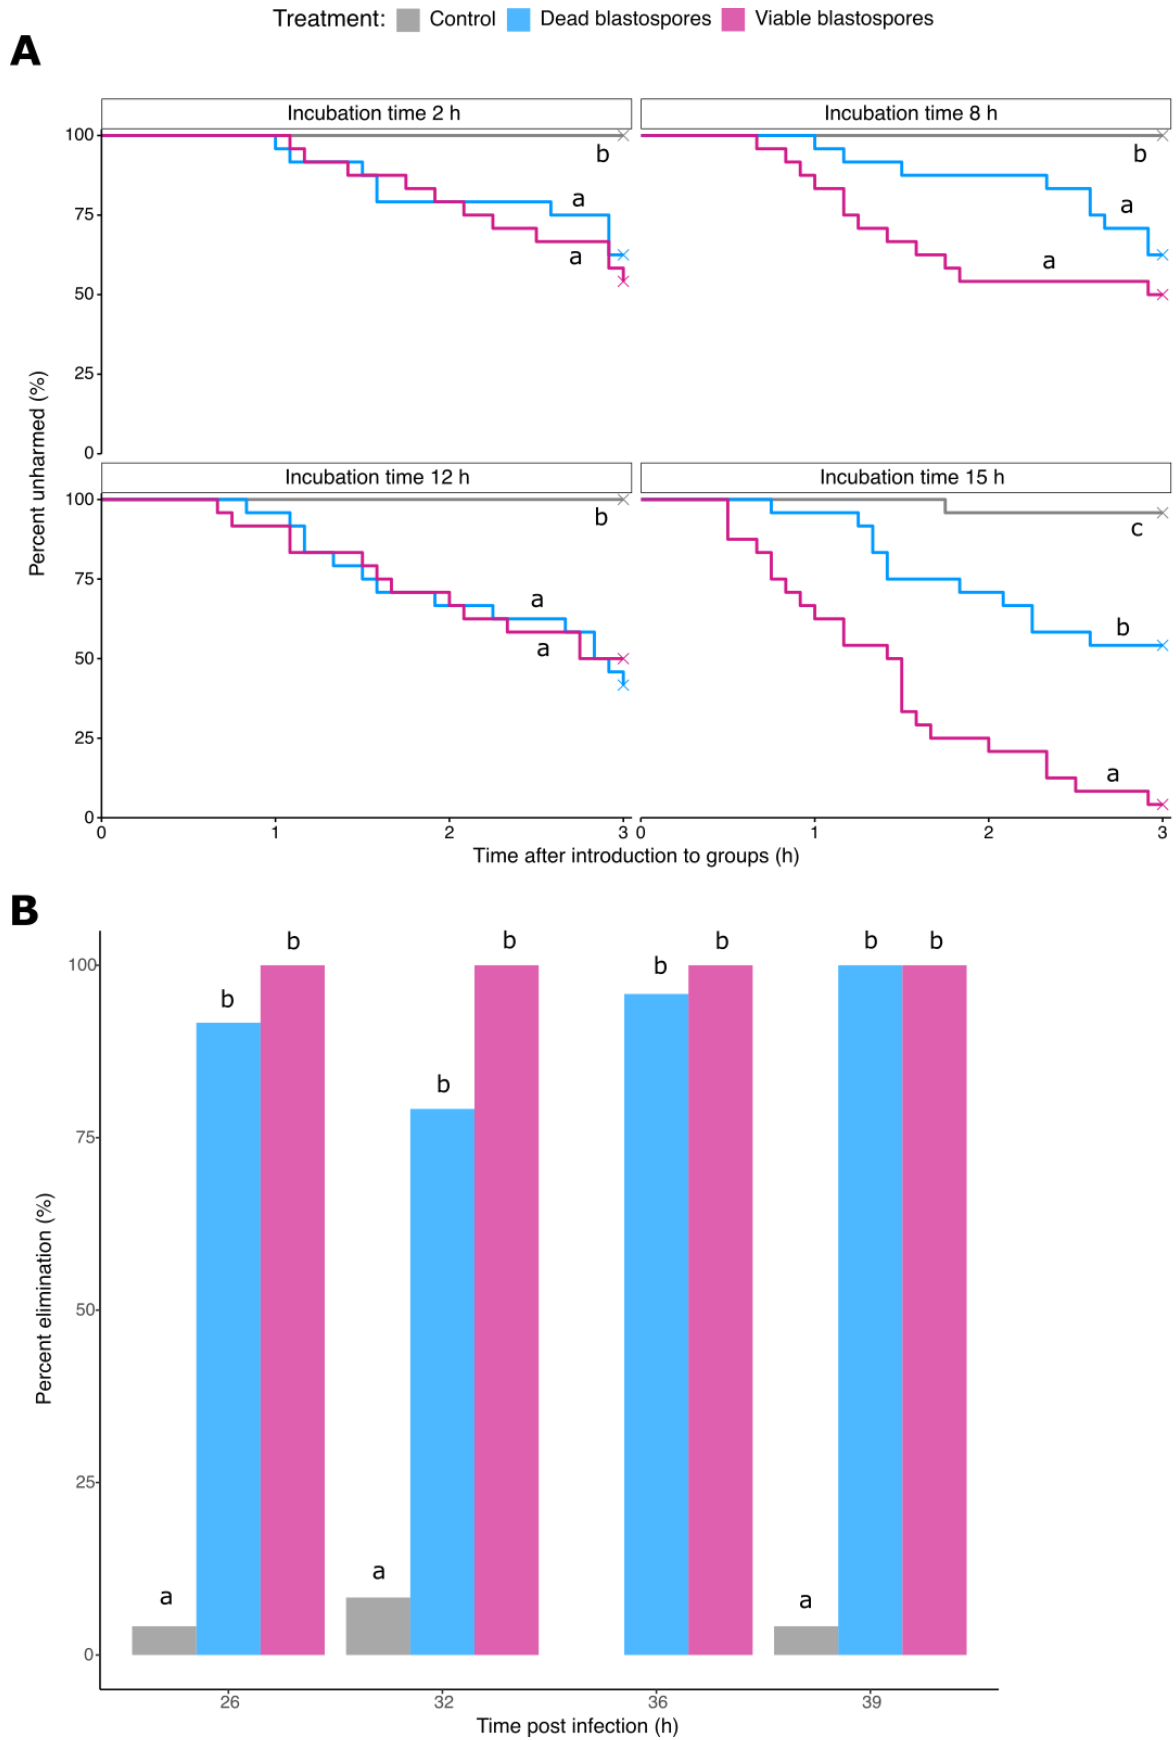 Treatment: Control Dead blastospores Viable blastospores
A
Incubation time 2 h Incubation time 8 h
100
75
50
25
0
b
a
a
b
a
a
Percent unharmed (%)
Incubation time 12 h Incubation time 15 h
100
75
50
25
0
b
a
a
c
b
a
0 1 2 3 0 1 2 3
Time after introduction to groups (h)
B
Percent elimination (%)
100
75
50
25
0
a b b a b b b b a b b
26 32 36 39
Time post infection (h)